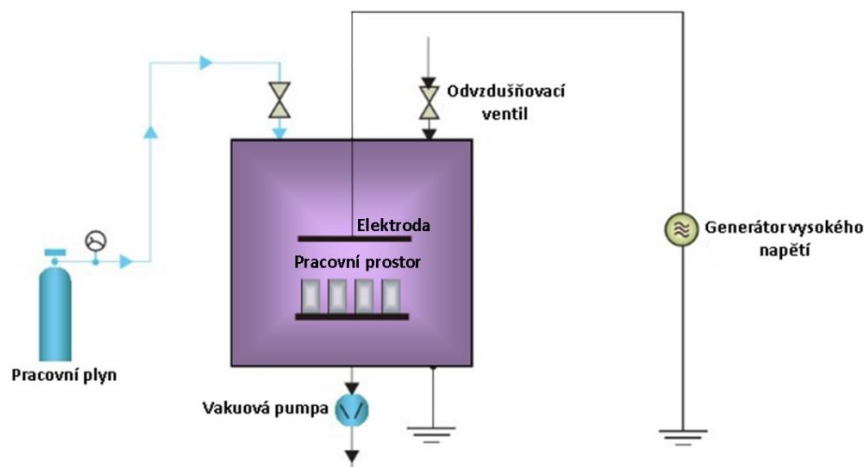 Odvzdušňovací
ventil
Elektroda
Generátor vysokého
napětí
Pracovní prostor
Pracovní plyn
Vakuová pumpa